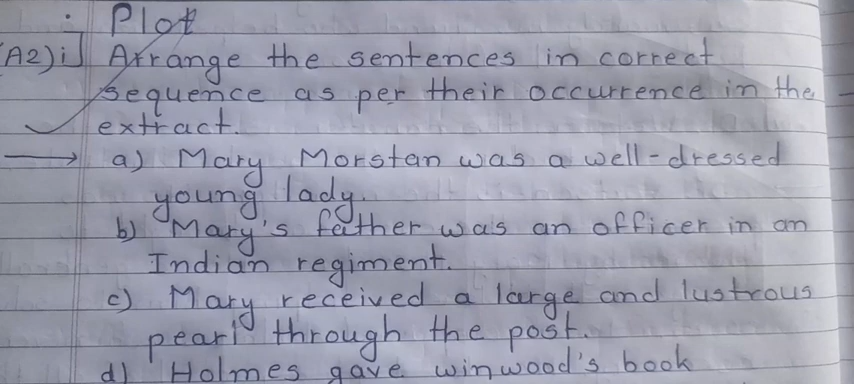 Plot
(A2) i] Arrange the sentences in correct
sequence as per their occurrence in the
extract.
→ a) Mary Morstan was a well-dressed
young lady.
b) Mary's father was an officer in an
Indian regiment.
c) Mary received a large and lustrous
pearl through the post.
d) Holmes gave winwood's book